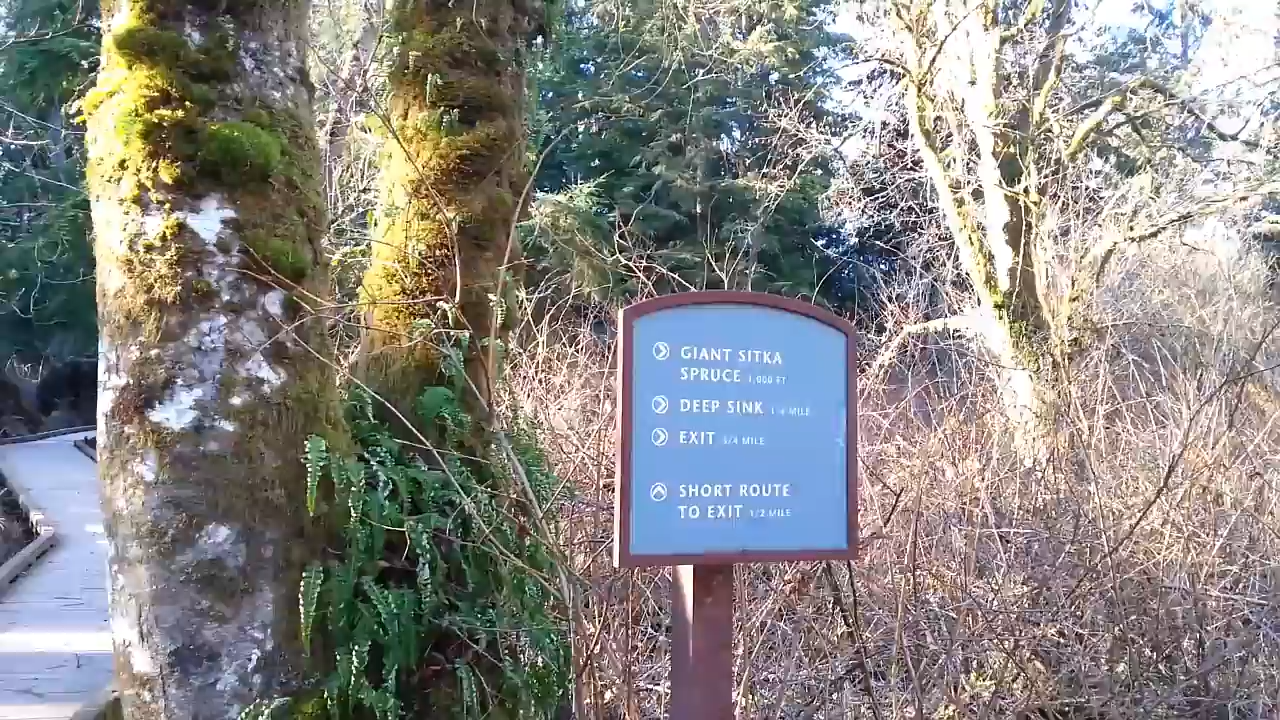 GIANT SITKA
SPRUCE 1,000 FT
DEEP SINK 1/4 MILE
EXIT 3/4 MILE
SHORT ROUTE
TO EXIT 1/2 MILE